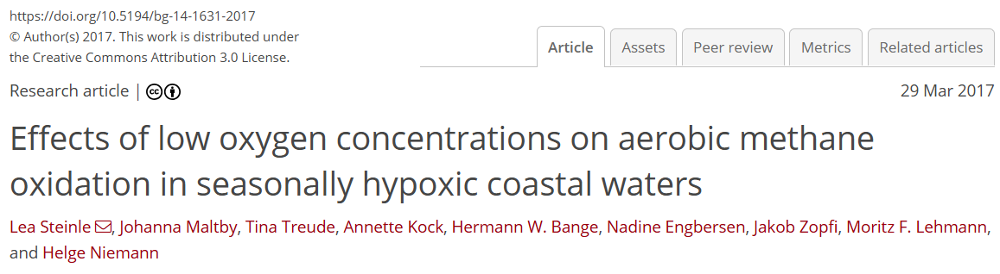 https://doi.org/10.5194/bg-14-1631-2017
© Author(s) 2017. This work is distributed under
the Creative Commons Attribution 3.0 License.
Article Assets Peer review Metrics Related articles
Research article | cc
29 Mar 2017
Effects of low oxygen concentrations on aerobic methane
oxidation in seasonally hypoxic coastal waters
Lea Steinle, Johanna Maltby, Tina Treude, Annette Kock, Hermann W. Bange, Nadine Engbersen, Jakob Zopfi, Moritz F. Lehmann,
and Helge Niemann